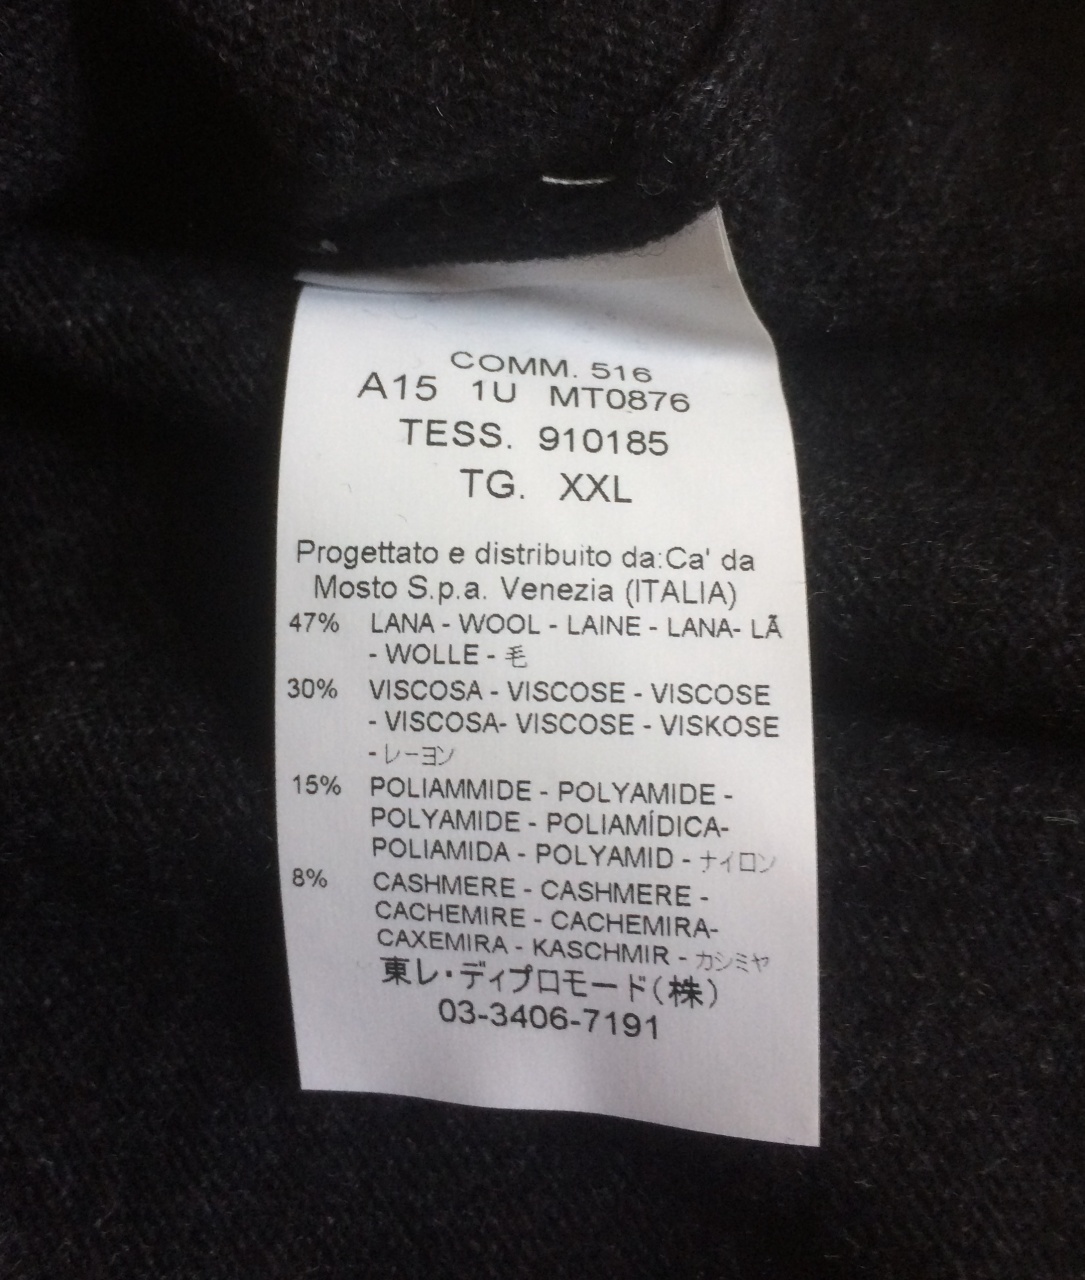 COMM. 516
A15 1U MT0876
TESS. 910185
TG. XXL
Progettato e distribuito da:Ca' da
Mosto S.p.a. Venezia (ITALIA)
47% LANA - WOOL - LAINE - LANA- LÃ
- WOLLE - 毛
30% VISCOSA - VISCOSE - VISCOSE
- VISCOSA- VISCOSE - VISKOSE
- レーヨン
15% POLIAMMIDE - POLYAMIDE -
POLYAMIDE - POLIAMÍDICA-
POLIAMIDA - POLYAMID - ナイロン
8% CASHMERE - CASHMERE -
CACHEMIRE - CACHEMIRA-
CAXEMIRA - KASCHMIR - カシミヤ
東レ・ディプロモード(株)
03-3406-7191